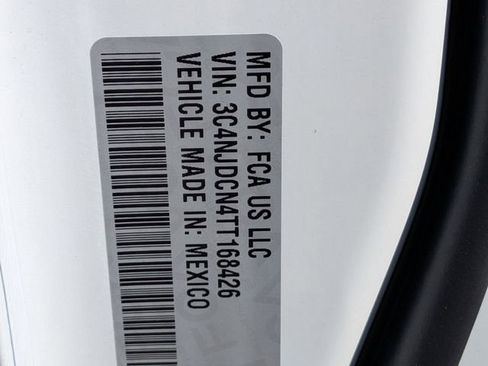 MFD BY: FCA US LLC
VIN: 3C4NJDCN4TT168426
VEHICLE MADE IN: MEXICO